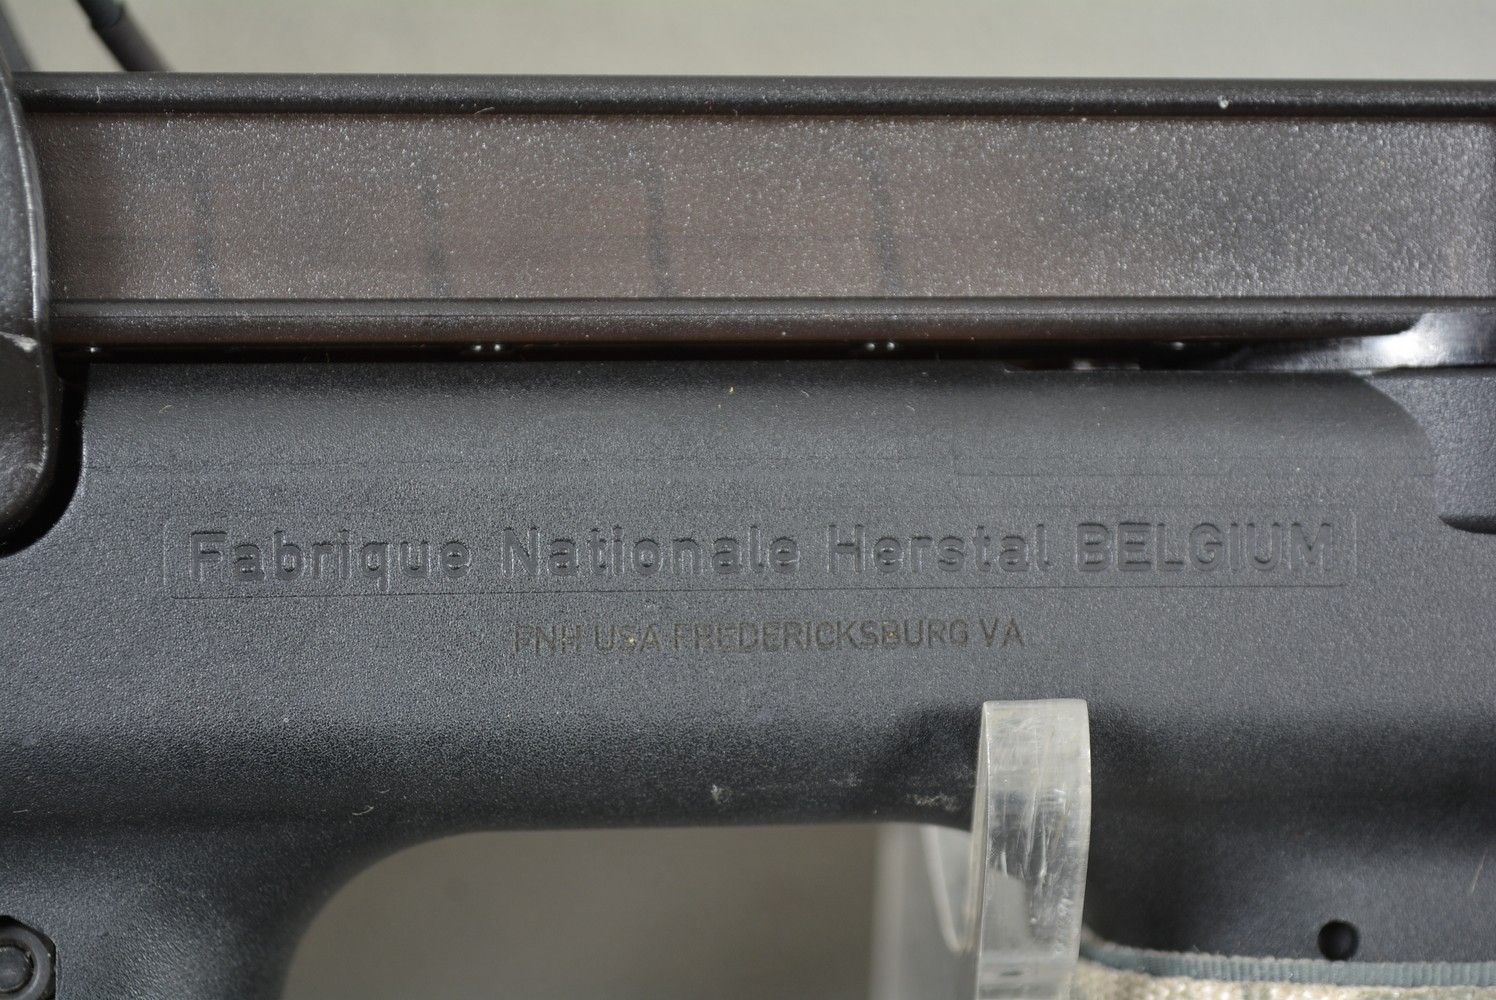 Fabrique Nationale Herstal BELGIUM
FNH USA FREDERICKSBURG VA